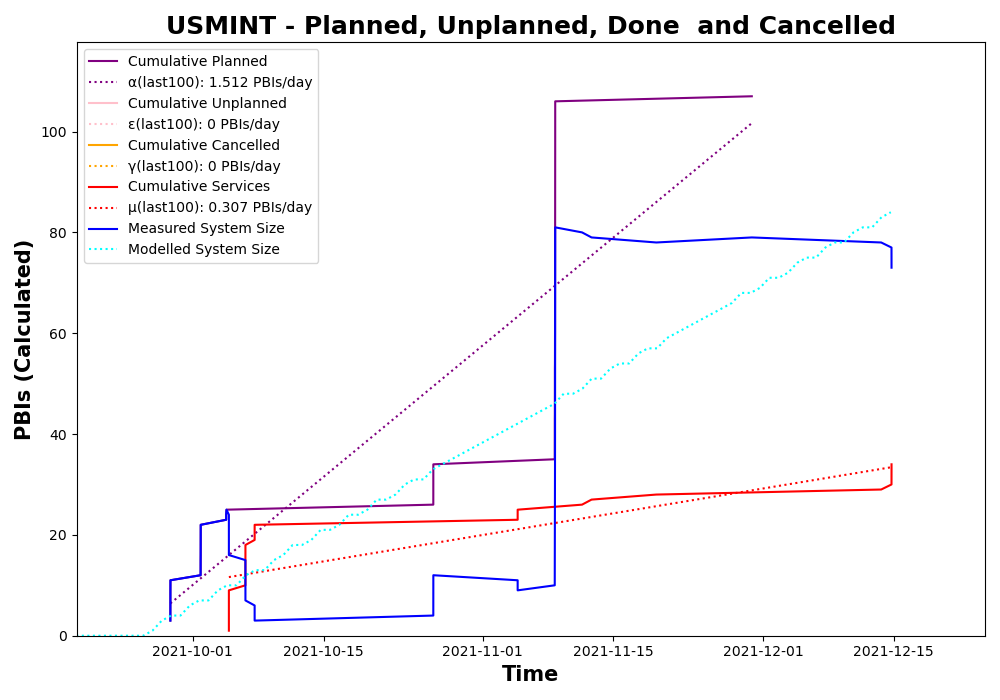 USMINT - Planned, Unplanned, Done  and Cancelled
Cumulative Planned
α(last100): 1.512 PBIs/day
Cumulative Unplanned
ε(last100): 0 PBIs/day
Cumulative Cancelled
γ(last100): 0 PBIs/day
Cumulative Services
μ(last100): 0.307 PBIs/day
Measured System Size
Modelled System Size
PBIs (Calculated)
100
80
60
40
20
0
2021-10-01
2021-10-15
2021-11-01
2021-11-15
2021-12-01
2021-12-15
Time